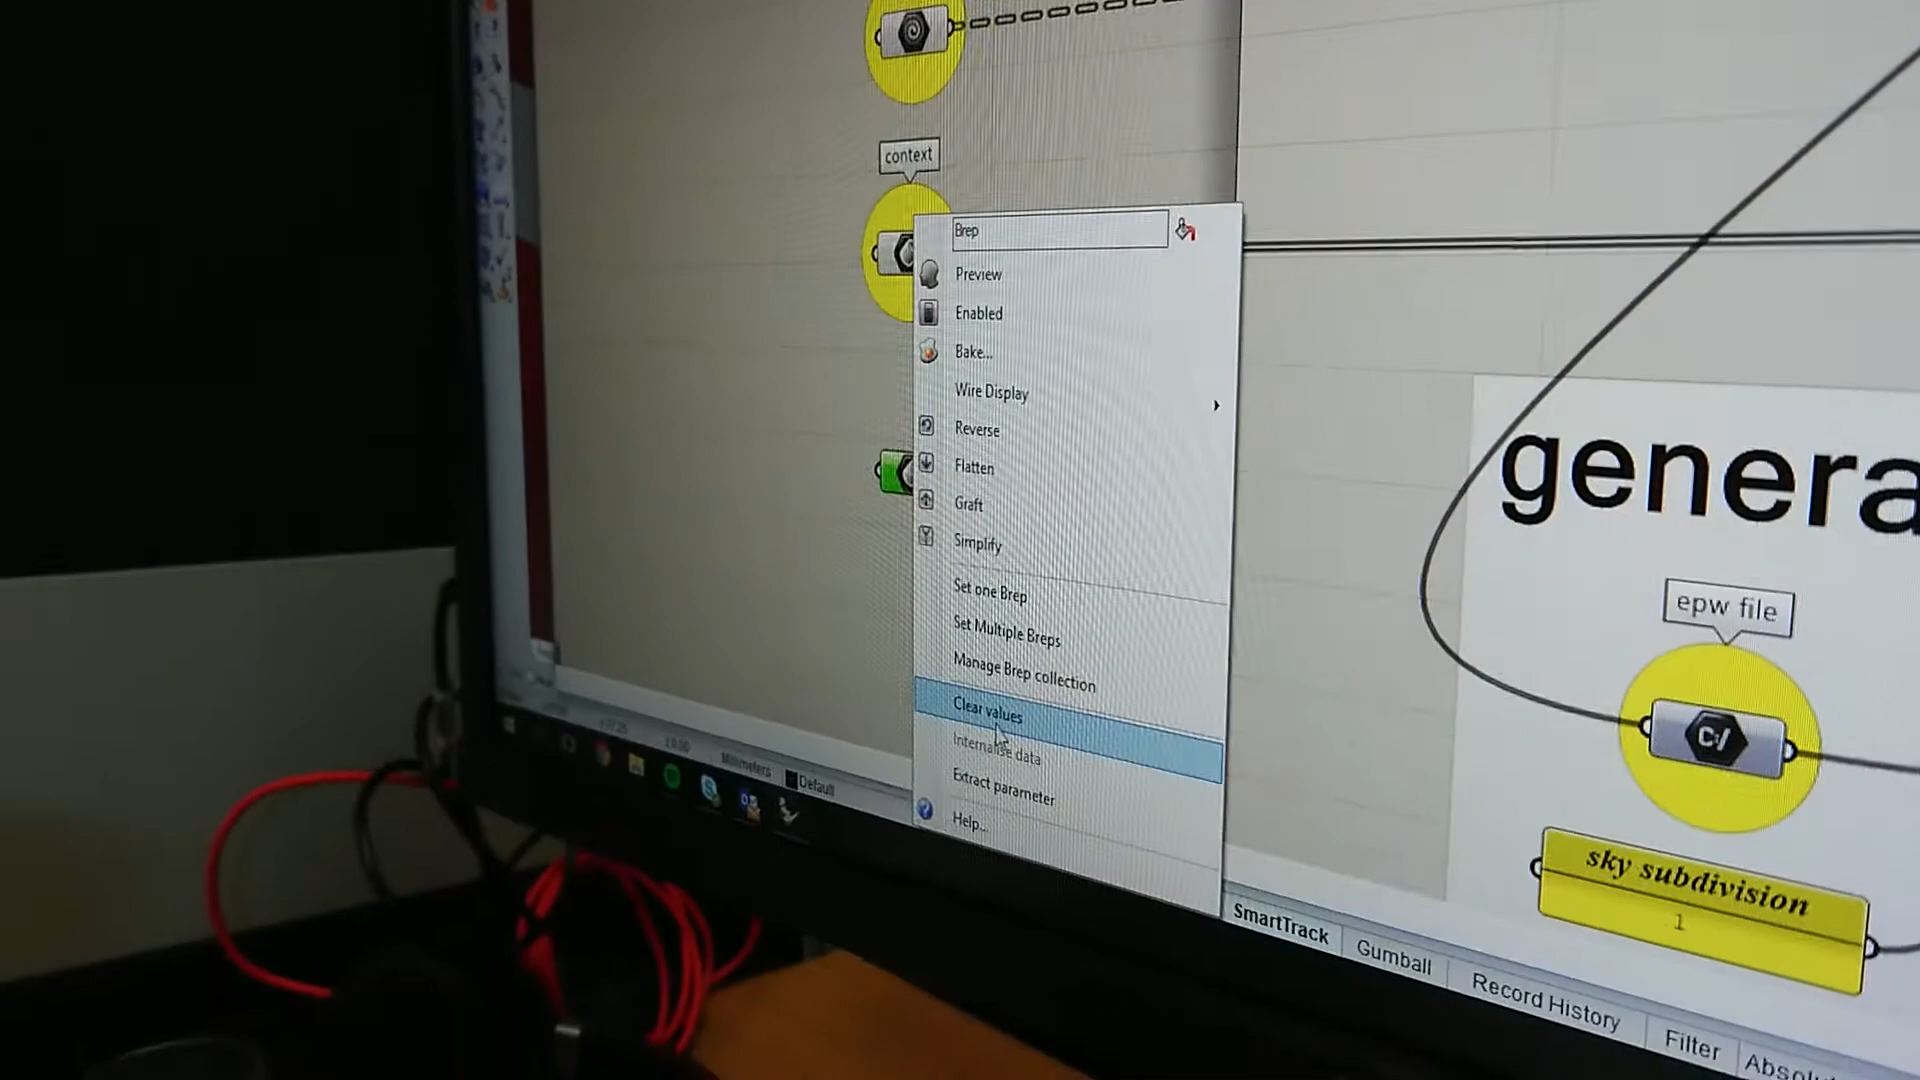 context
Brep
Preview
Enabled
Bake...
Wire Display
Reverse
Flatten
Graft
Simplify
Set one Brep
Set Multiple Breps
Manage Brep collection
Clear values
Internalise data
Extract parameter
Help...
genera
epw file
C:/
sky subdivision
1
Millimeters
Default
SmartTrack
Gumball
Record History
Filter
Absolu